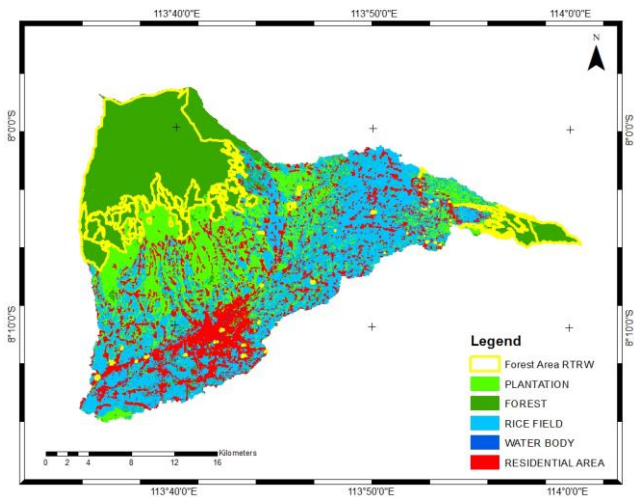 113°40'0"E 113°50'0"E 114°0'0"E
N
8°0'0"S 8°0'0"S
8°10'0"S 8°10'0"S
Legend
Forest Area RTRW
PLANTATION
FOREST
RICE FIELD
WATER BODY
RESIDENTIAL AREA
Kilometers
0 2 4 8 12 16
113°40'0"E 113°50'0"E 114°0'0"E